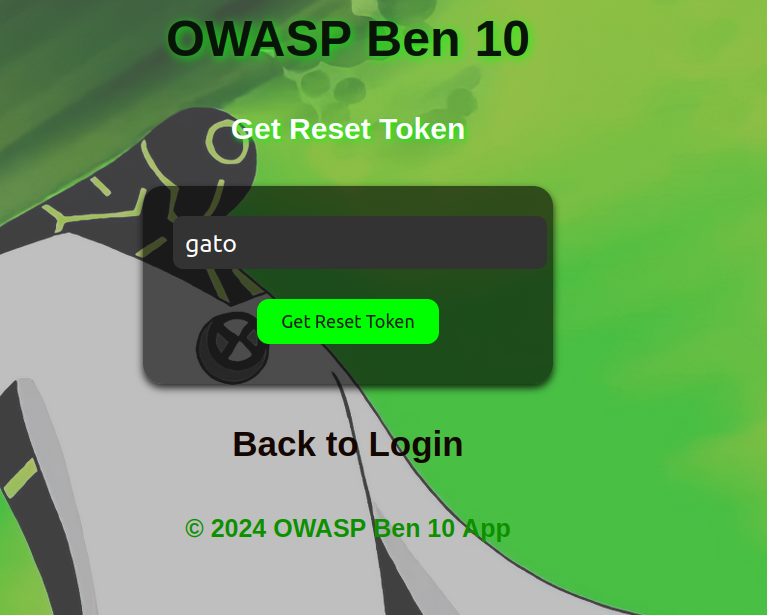 OWASP Ben 10
Get Reset Token
gato
Get Reset Token
Back to Login
© 2024 OWASP Ben 10 App